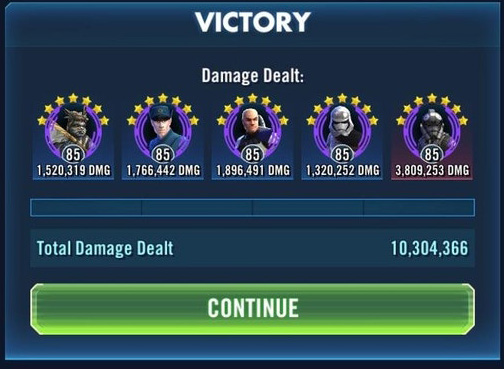 VICTORY
Damage Dealt:
85 85 85 85 85
1,520,319 DMG 1,766,442 DMG 1,896,491 DMG 1,320,252 DMG 3,809,253 DMG
Total Damage Dealt 10,304,366
CONTINUE